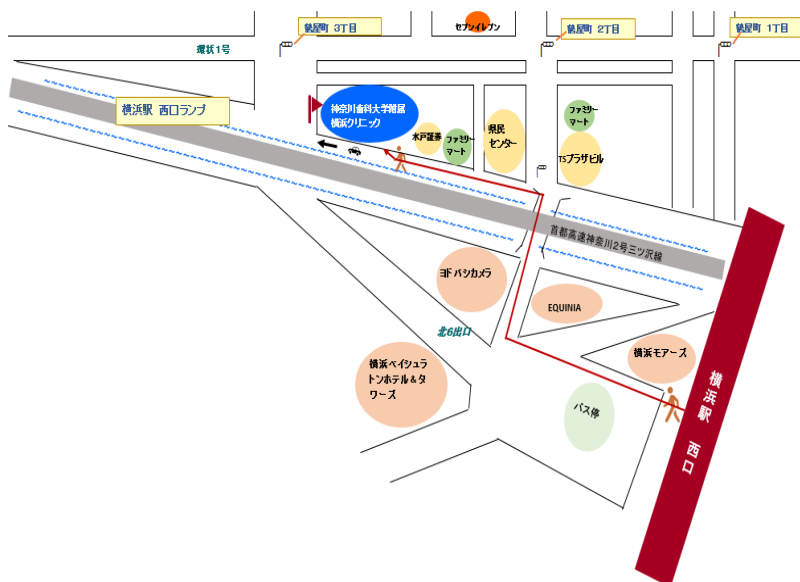 鶴屋町 3丁目
セブンイレブン
鶴屋町 2丁目
鶴屋町 1丁目
環状1号
横浜駅 西口ランプ
神奈川歯科大学附属
横浜クリニック
水戸証券
ファミリー
マート
県民
センター
ファミリー
マート
TSプラザビル
首都高速神奈川2号三ツ沢線
ヨドバシカメラ
EQUINIA
北6出口
横浜モアーズ
横浜ベイシェラ
トンホテル&タ
ワーズ
バス停
横浜駅 西口